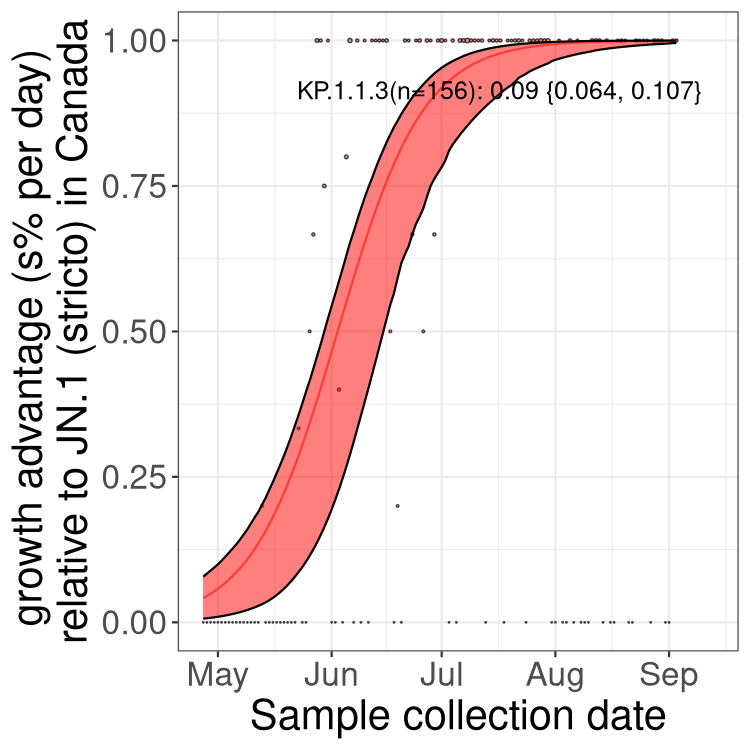 growth advantage (s% per day)
relative to JN.1 (stricto) in Canada
1.00
0.75
0.50
0.25
0.00
KP.1.1.3(n=156): 0.09 {0.064, 0.107}
May Jun Jul Aug Sep
Sample collection date